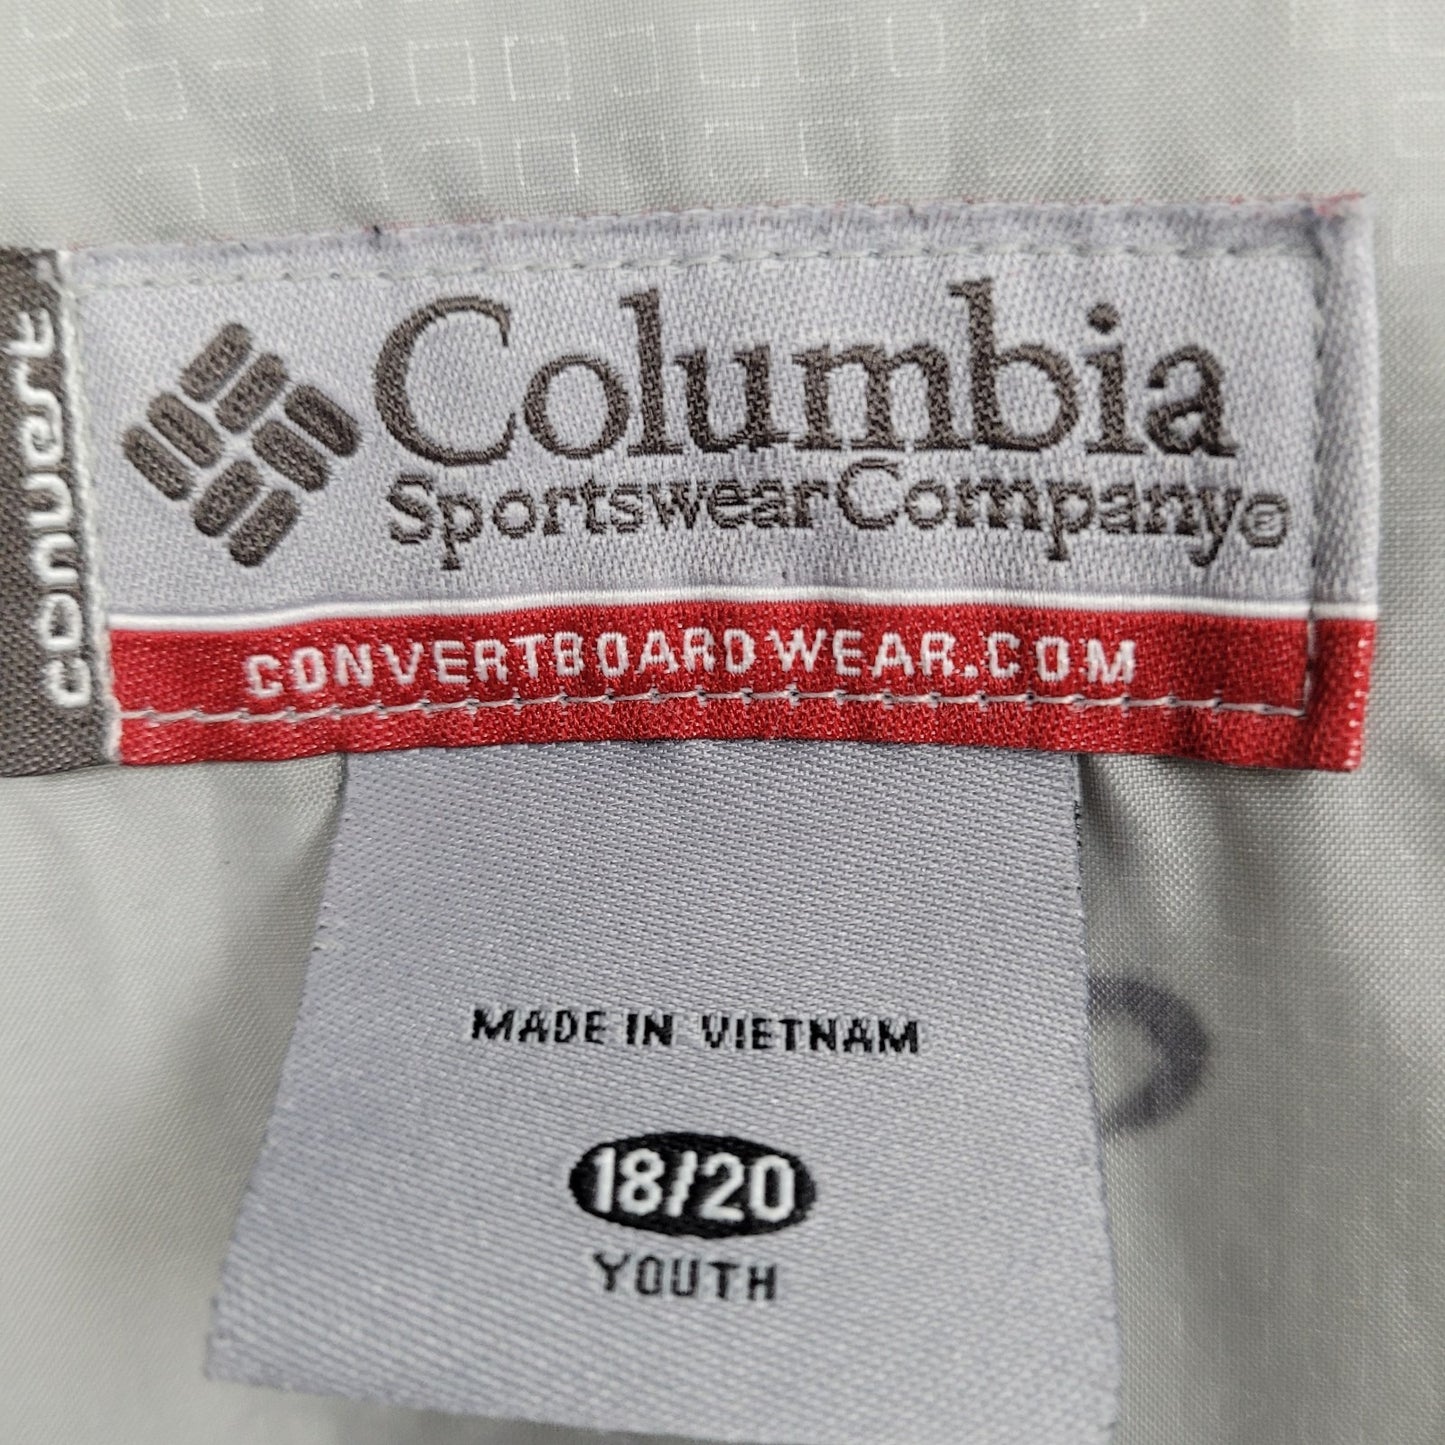 convert
Columbia
Sportswear Company®
CONVERTBOARDWEAR.COM
MADE IN VIETNAM
18/20
YOUTH